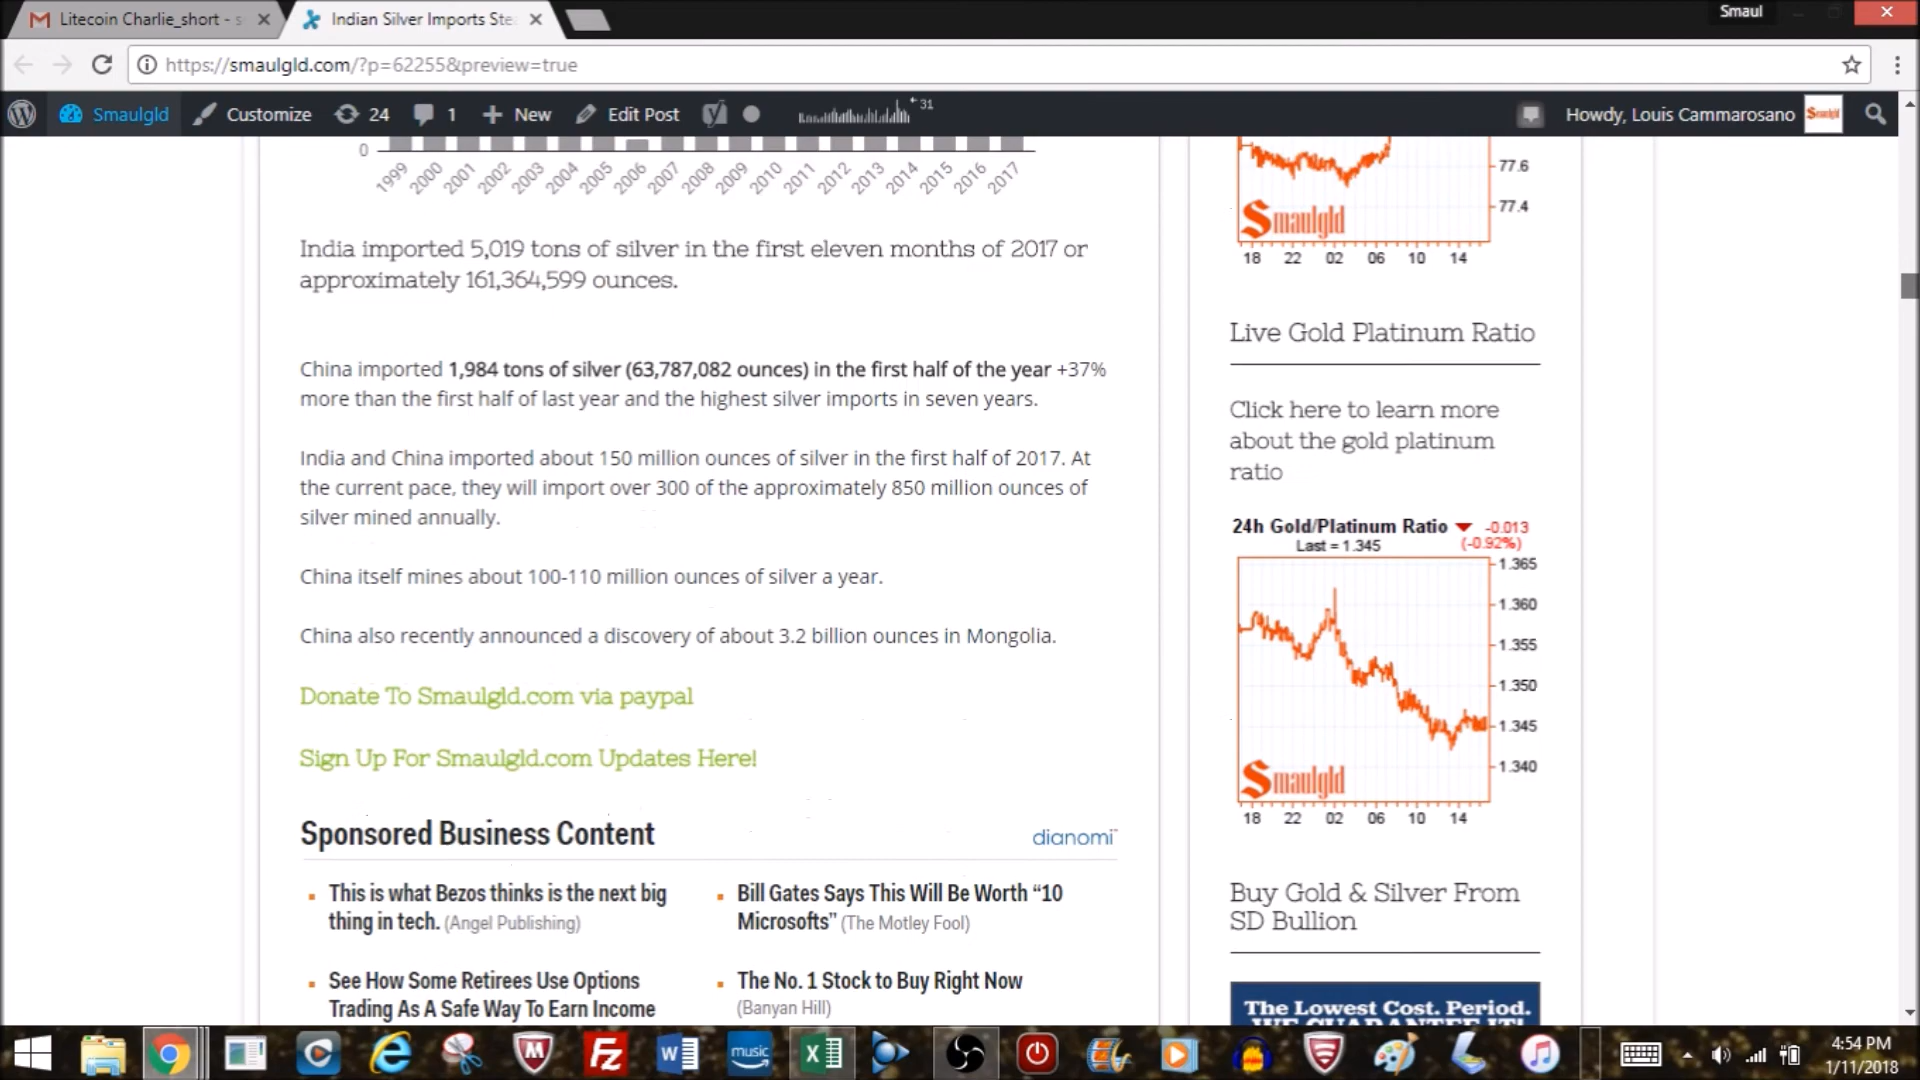 Litecoin Charlie_short - s
Indian Silver Imports Ste
Smaul
https://smaulgld.com/?p=62255&preview=true
Smaulgld
Customize
24
1
New
Edit Post
31
Howdy, Louis Cammarosano
Smaulgld
0
1999 2000 2001 2002 2003 2004 2005 2006 2007 2008 2009 2010 2011 2012 2013 2014 2015 2016 2017
India imported 5,019 tons of silver in the first eleven months of 2017 or
approximately 161,364,599 ounces.
China imported 1,984 tons of silver (63,787,082 ounces) in the first half of the year +37%
more than the first half of last year and the highest silver imports in seven years.
India and China imported about 150 million ounces of silver in the first half of 2017. At
the current pace, they will import over 300 of the approximately 850 million ounces of
silver mined annually.
China itself mines about 100-110 million ounces of silver a year.
China also recently announced a discovery of about 3.2 billion ounces in Mongolia.
Donate To Smaulgld.com via paypal
Sign Up For Smaulgld.com Updates Here!
Sponsored Business Content
dianomi
This is what Bezos thinks is the next big
thing in tech. (Angel Publishing)
Bill Gates Says This Will Be Worth “10
Microsofts” (The Motley Fool)
See How Some Retirees Use Options
Trading As A Safe Way To Earn Income
The No. 1 Stock to Buy Right Now
(Banyan Hill)
77.6
77.4
Smaulgld
18 22 02 06 10 14
Live Gold Platinum Ratio
Click here to learn more
about the gold platinum
ratio
24h Gold/Platinum Ratio -0.013
Last = 1.345 (-0.92%)
1.365
1.360
1.355
1.350
1.345
1.340
Smaulgld
18 22 02 06 10 14
Buy Gold & Silver From
SD Bullion
The Lowest Cost. Period.
WE GUARANTEE IT!
music
4:54 PM
1/11/2018